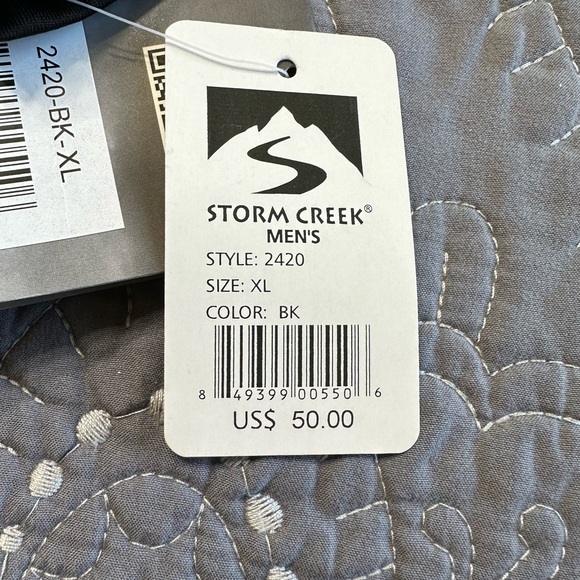 2420-BK-XL
STORM CREEK®
MEN'S
STYLE: 2420
SIZE: XL
COLOR: BK
8 49399 00550 6
US$ 50.00